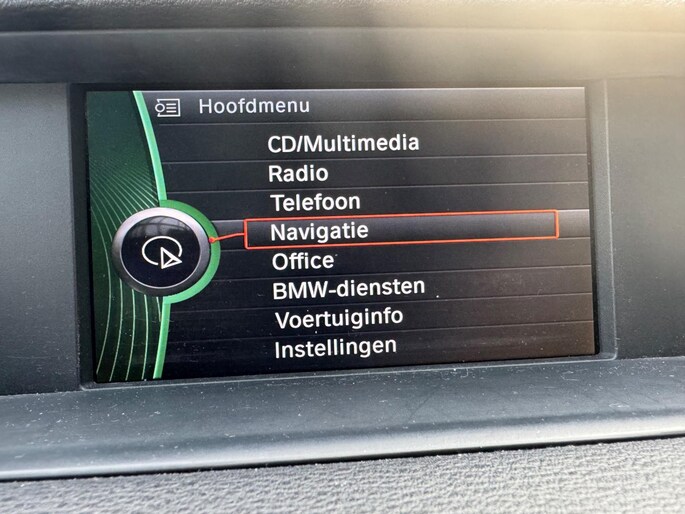 Hoofdmenu
CD/Multimedia
Radio
Telefoon
Navigatie
Office
BMW-diensten
Voertuiginfo
Instellingen